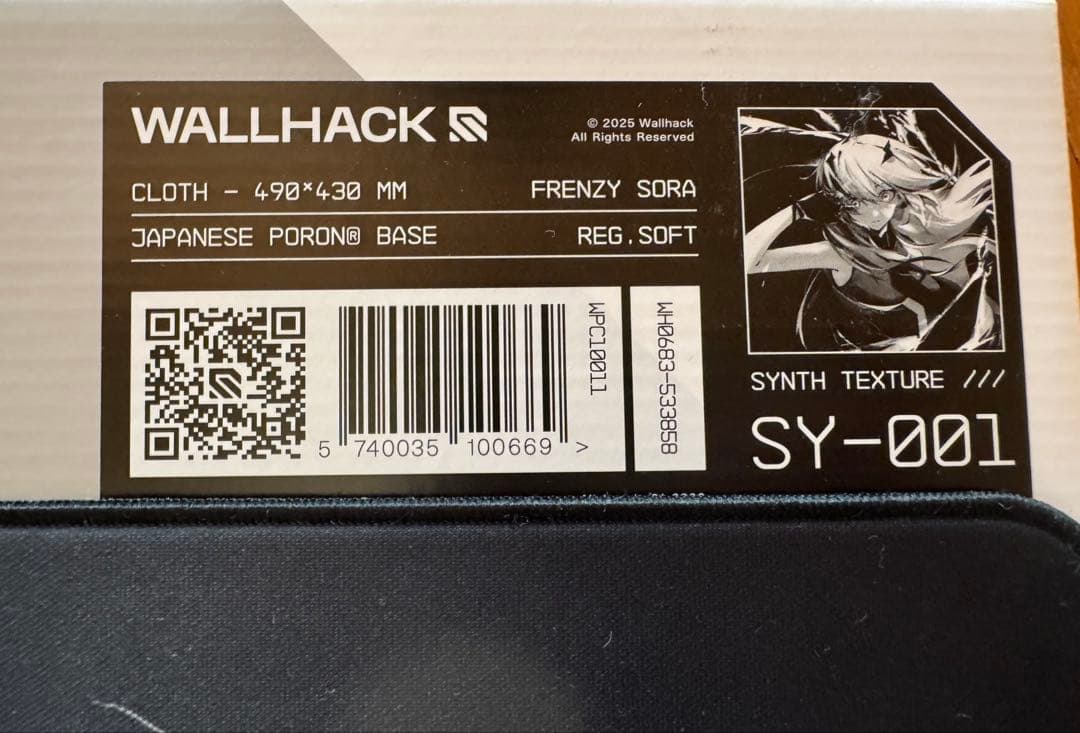 WALLHACK
© 2025 Wallhack
All Rights Reserved
CLOTH - 490*430 MM
FRENZY SORA
JAPANESE PORON® BASE
REG.SOFT
WPC10011
WH0683-533858
5 740035 100669 >
SYNTH TEXTURE ///
SY-001